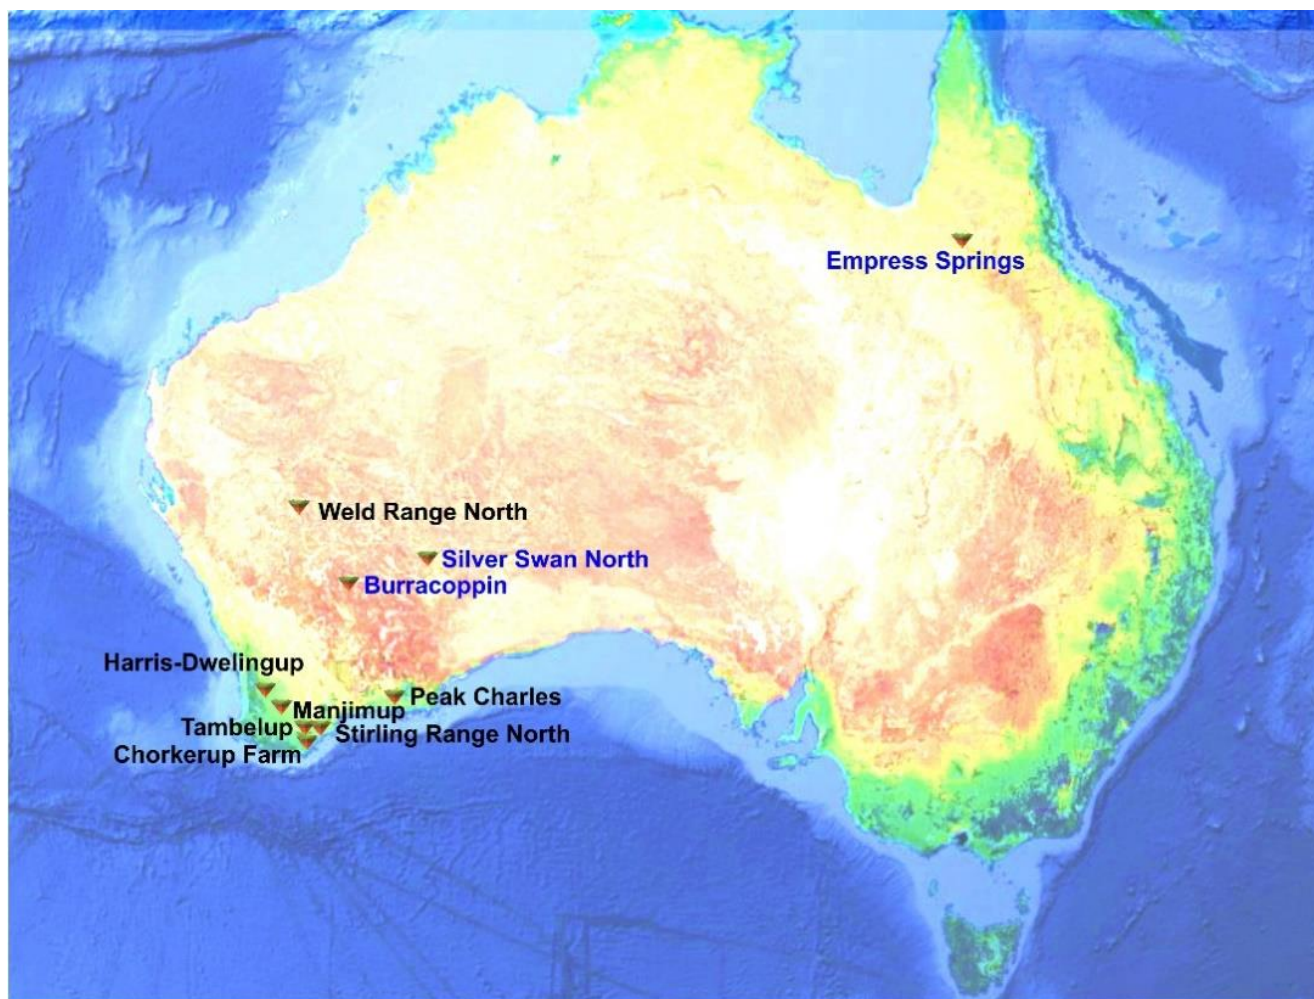 Empress Springs
Weld Range North
Silver Swan North
Burracoppin
Harris-Dwelingup
Peak Charles
Manjimup
Tambelup
Stirling Range North
Chorkerup Farm